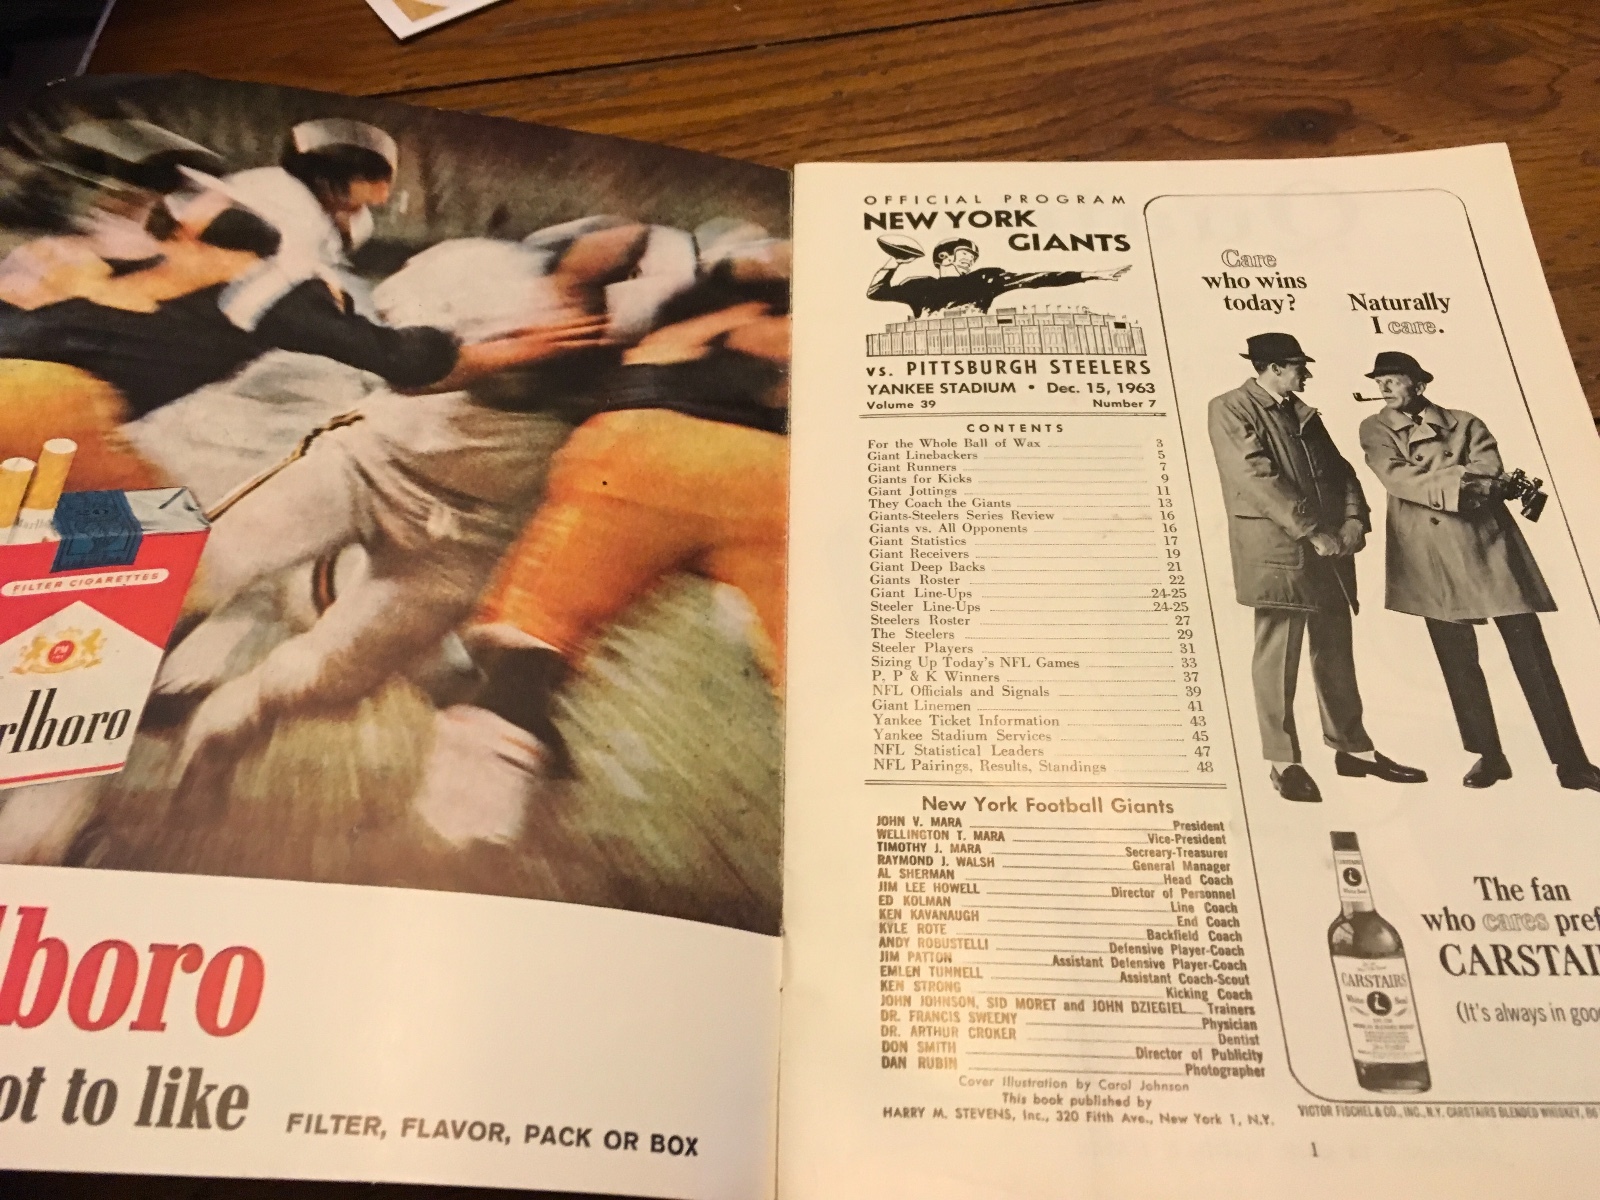 Marlb
FILTER CIGARETTES
PM
rlboro
lboro
ot to like
FILTER, FLAVOR, PACK OR BOX
OFFICIAL PROGRAM
NEW YORK
GIANTS
vs. PITTSBURGH STEELERS
YANKEE STADIUM • Dec. 15, 1963
Volume 39 Number 7
CONTENTS
For the Whole Ball of Wax 3
Giant Linebackers 5
Giant Runners 7
Giants for Kicks 9
Giant Jottings 11
They Coach the Giants 13
Giants-Steelers Series Review 16
Giants vs. All Opponents 16
Giant Statistics 17
Giant Receivers 19
Giant Deep Backs 21
Giants Roster 22
Giant Line-Ups 24-25
Steeler Line-Ups 24-25
Steelers Roster 27
The Steelers 29
Steeler Players 31
Sizing Up Today's NFL Games 33
P, P & K Winners 37
NFL Officials and Signals 39
Giant Linemen 41
Yankee Ticket Information 43
Yankee Stadium Services 45
NFL Statistical Leaders 47
NFL Pairings, Results, Standings 48
New York Football Giants
JOHN V. MARA President
WELLINGTON T. MARA Vice-President
TIMOTHY J. MARA Secreary-Treasurer
RAYMOND J. WALSH General Manager
AL SHERMAN Head Coach
JIM LEE HOWELL Director of Personnel
ED KOLMAN Line Coach
KEN KAVANAUGH End Coach
KYLE ROTE Backfield Coach
ANDY ROBUSTELLI Defensive Player-Coach
JIM PATTON Assistant Defensive Player-Coach
EMLEN TUNNELL Assistant Coach-Scout
KEN STRONG Kicking Coach
JOHN JOHNSON, SID MORET and JOHN DZIEGIEL Trainers
DR. FRANCIS SWEENY Physician
DR. ARTHUR CROKER Dentist
DON SMITH Director of Publicity
DAN RUBIN Photographer
Cover Illustration by Carol Johnson
This book published by
HARRY M. STEVENS, Inc., 320 Fifth Ave., New York 1, N.Y.
Care
who wins
today?
Naturally
I care.
The fan
who cares pref
CARSTAI
(It's always in goo
CARSTAIRS
White Seal
VICTOR FISCHEL & CO., INC., N.Y. CARSTAIRS BLENDED WHISKEY, 86
1